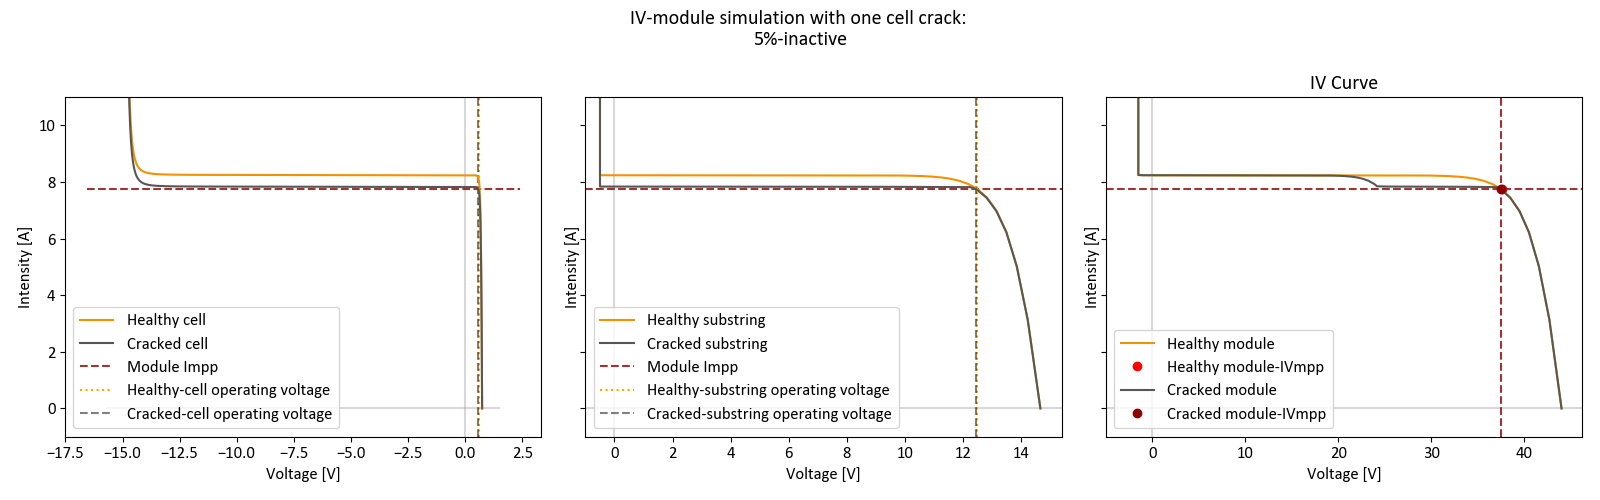 IV-module simulation with one cell crack:
5%-inactive
Intensity [A]
10
8
6
4
2
0
Healthy cell
Cracked cell
Module Impp
Healthy-cell operating voltage
Cracked-cell operating voltage
−17.5 −15.0 −12.5 −10.0 −7.5 −5.0 −2.5 0.0 2.5
Voltage [V]
Intensity [A]
Healthy substring
Cracked substring
Module Impp
Healthy-substring operating voltage
Cracked-substring operating voltage
0 2 4 6 8 10 12 14
Voltage [V]
IV Curve
Intensity [A]
Healthy module
Healthy module-IVmpp
Cracked module
Cracked module-IVmpp
0 10 20 30 40
Voltage [V]